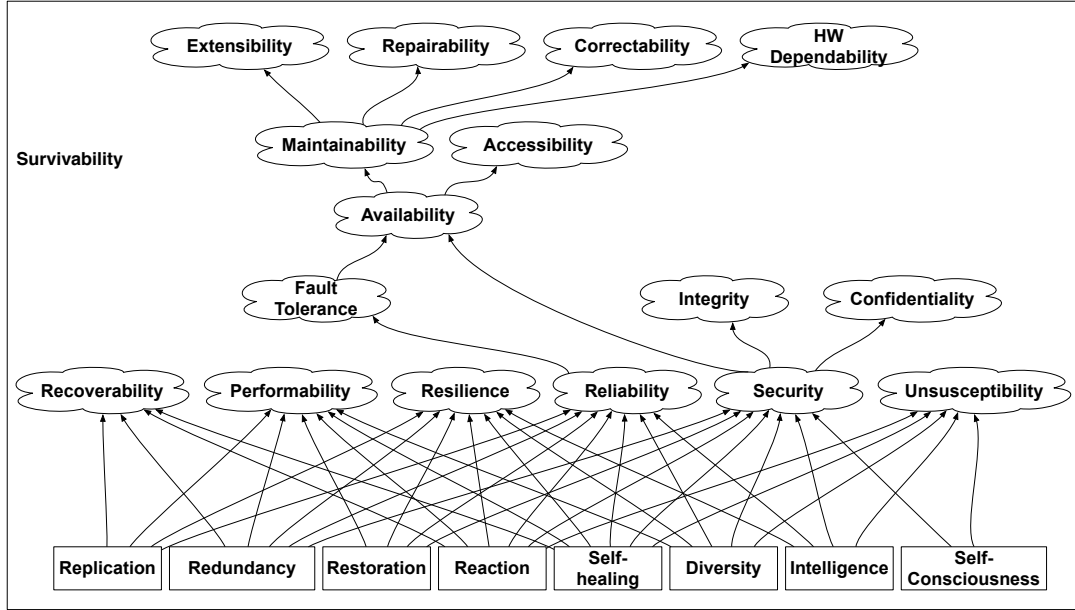 Extensibility
Repairability
Correctability
HW
Dependability
Maintainability
Accessibility
Survivability
Availability
Fault
Tolerance
Integrity
Confidentiality
Recoverability
Performability
Resilience
Reliability
Security
Unsusceptibility
Replication
Redundancy
Restoration
Reaction
Self-
healing
Diversity
Intelligence
Self-
Consciousness